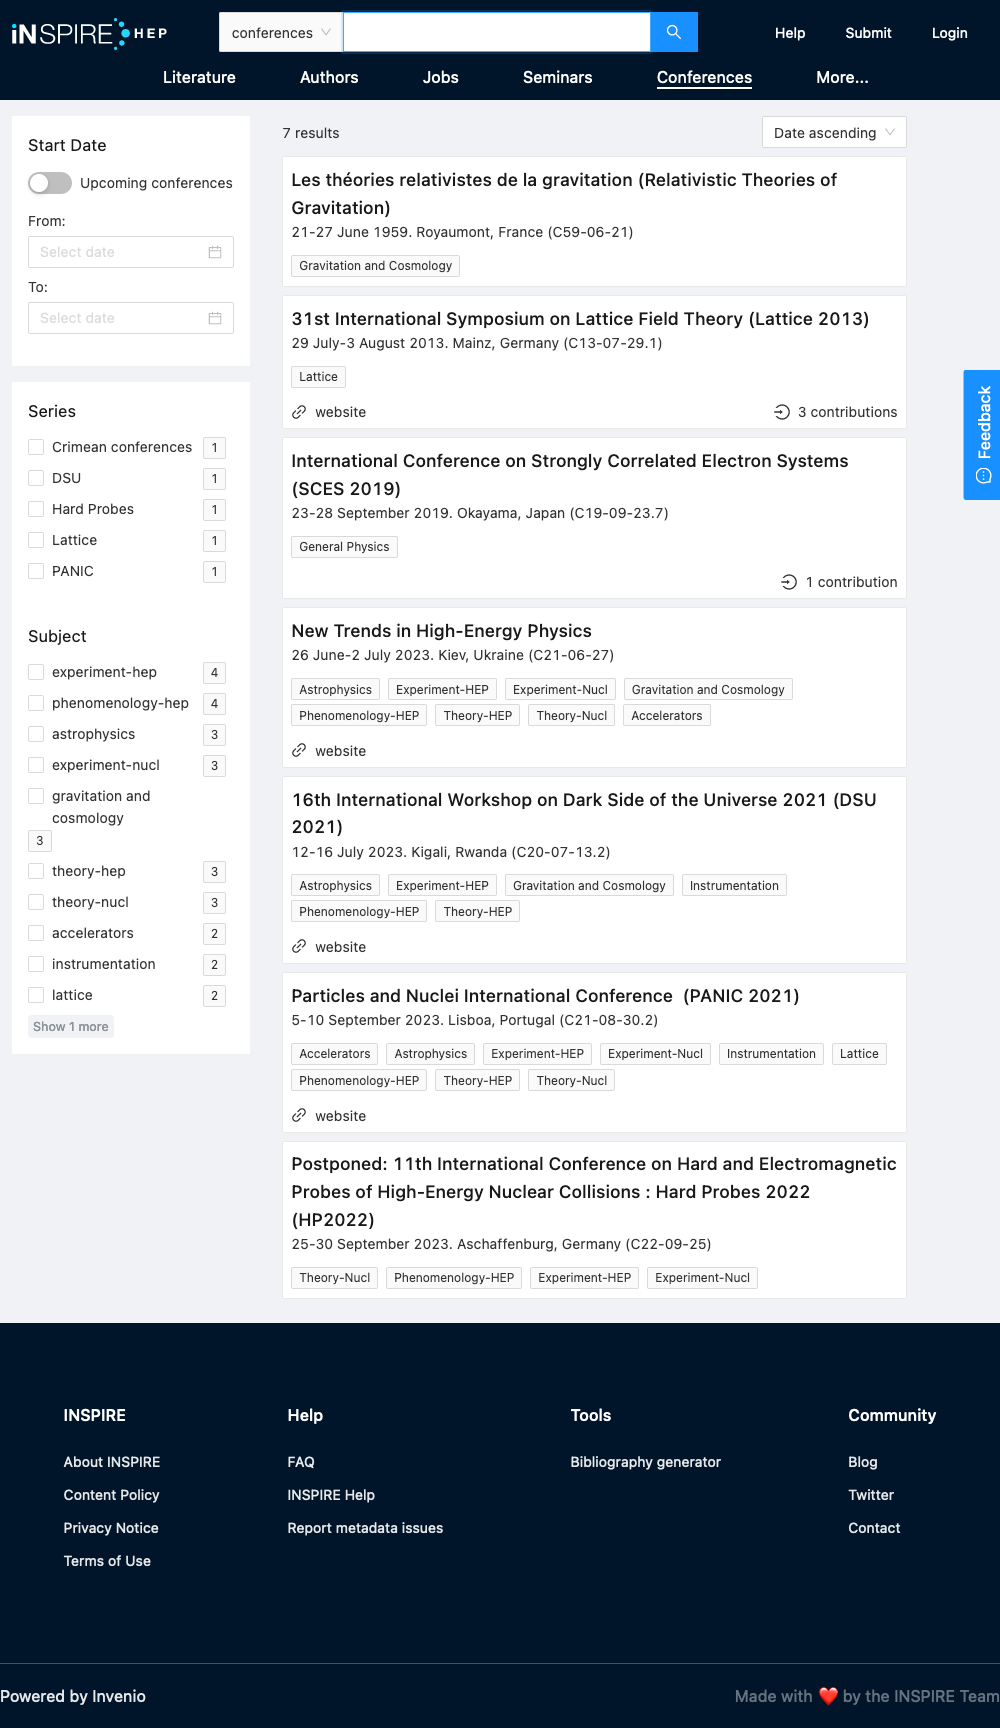 iNSPIRE HEP
conferences
Help
Submit
Login
Literature
Authors
Jobs
Seminars
Conferences
More...
Start Date
Upcoming conferences
From:
Select date
To:
Select date
Series
Crimean conferences 1
DSU 1
Hard Probes 1
Lattice 1
PANIC 1
Subject
experiment-hep 4
phenomenology-hep 4
astrophysics 3
experiment-nucl 3
gravitation and
cosmology
3
theory-hep 3
theory-nucl 3
accelerators 2
instrumentation 2
lattice 2
Show 1 more
7 results
Date ascending
Les théories relativistes de la gravitation (Relativistic Theories of
Gravitation)
21-27 June 1959. Royaumont, France (C59-06-21)
Gravitation and Cosmology
31st International Symposium on Lattice Field Theory (Lattice 2013)
29 July-3 August 2013. Mainz, Germany (C13-07-29.1)
Lattice
website
3 contributions
International Conference on Strongly Correlated Electron Systems
(SCES 2019)
23-28 September 2019. Okayama, Japan (C19-09-23.7)
General Physics
1 contribution
New Trends in High-Energy Physics
26 June-2 July 2023. Kiev, Ukraine (C21-06-27)
Astrophysics Experiment-HEP Experiment-Nucl Gravitation and Cosmology
Phenomenology-HEP Theory-HEP Theory-Nucl Accelerators
website
16th International Workshop on Dark Side of the Universe 2021 (DSU
2021)
12-16 July 2023. Kigali, Rwanda (C20-07-13.2)
Astrophysics Experiment-HEP Gravitation and Cosmology Instrumentation
Phenomenology-HEP Theory-HEP
website
Particles and Nuclei International Conference (PANIC 2021)
5-10 September 2023. Lisboa, Portugal (C21-08-30.2)
Accelerators Astrophysics Experiment-HEP Experiment-Nucl Instrumentation Lattice
Phenomenology-HEP Theory-HEP Theory-Nucl
website
Postponed: 11th International Conference on Hard and Electromagnetic
Probes of High-Energy Nuclear Collisions : Hard Probes 2022
(HP2022)
25-30 September 2023. Aschaffenburg, Germany (C22-09-25)
Theory-Nucl Phenomenology-HEP Experiment-HEP Experiment-Nucl
Feedback
INSPIRE
About INSPIRE
Content Policy
Privacy Notice
Terms of Use
Help
FAQ
INSPIRE Help
Report metadata issues
Tools
Bibliography generator
Community
Blog
Twitter
Contact
Powered by Invenio
Made with ❤️ by the INSPIRE Team